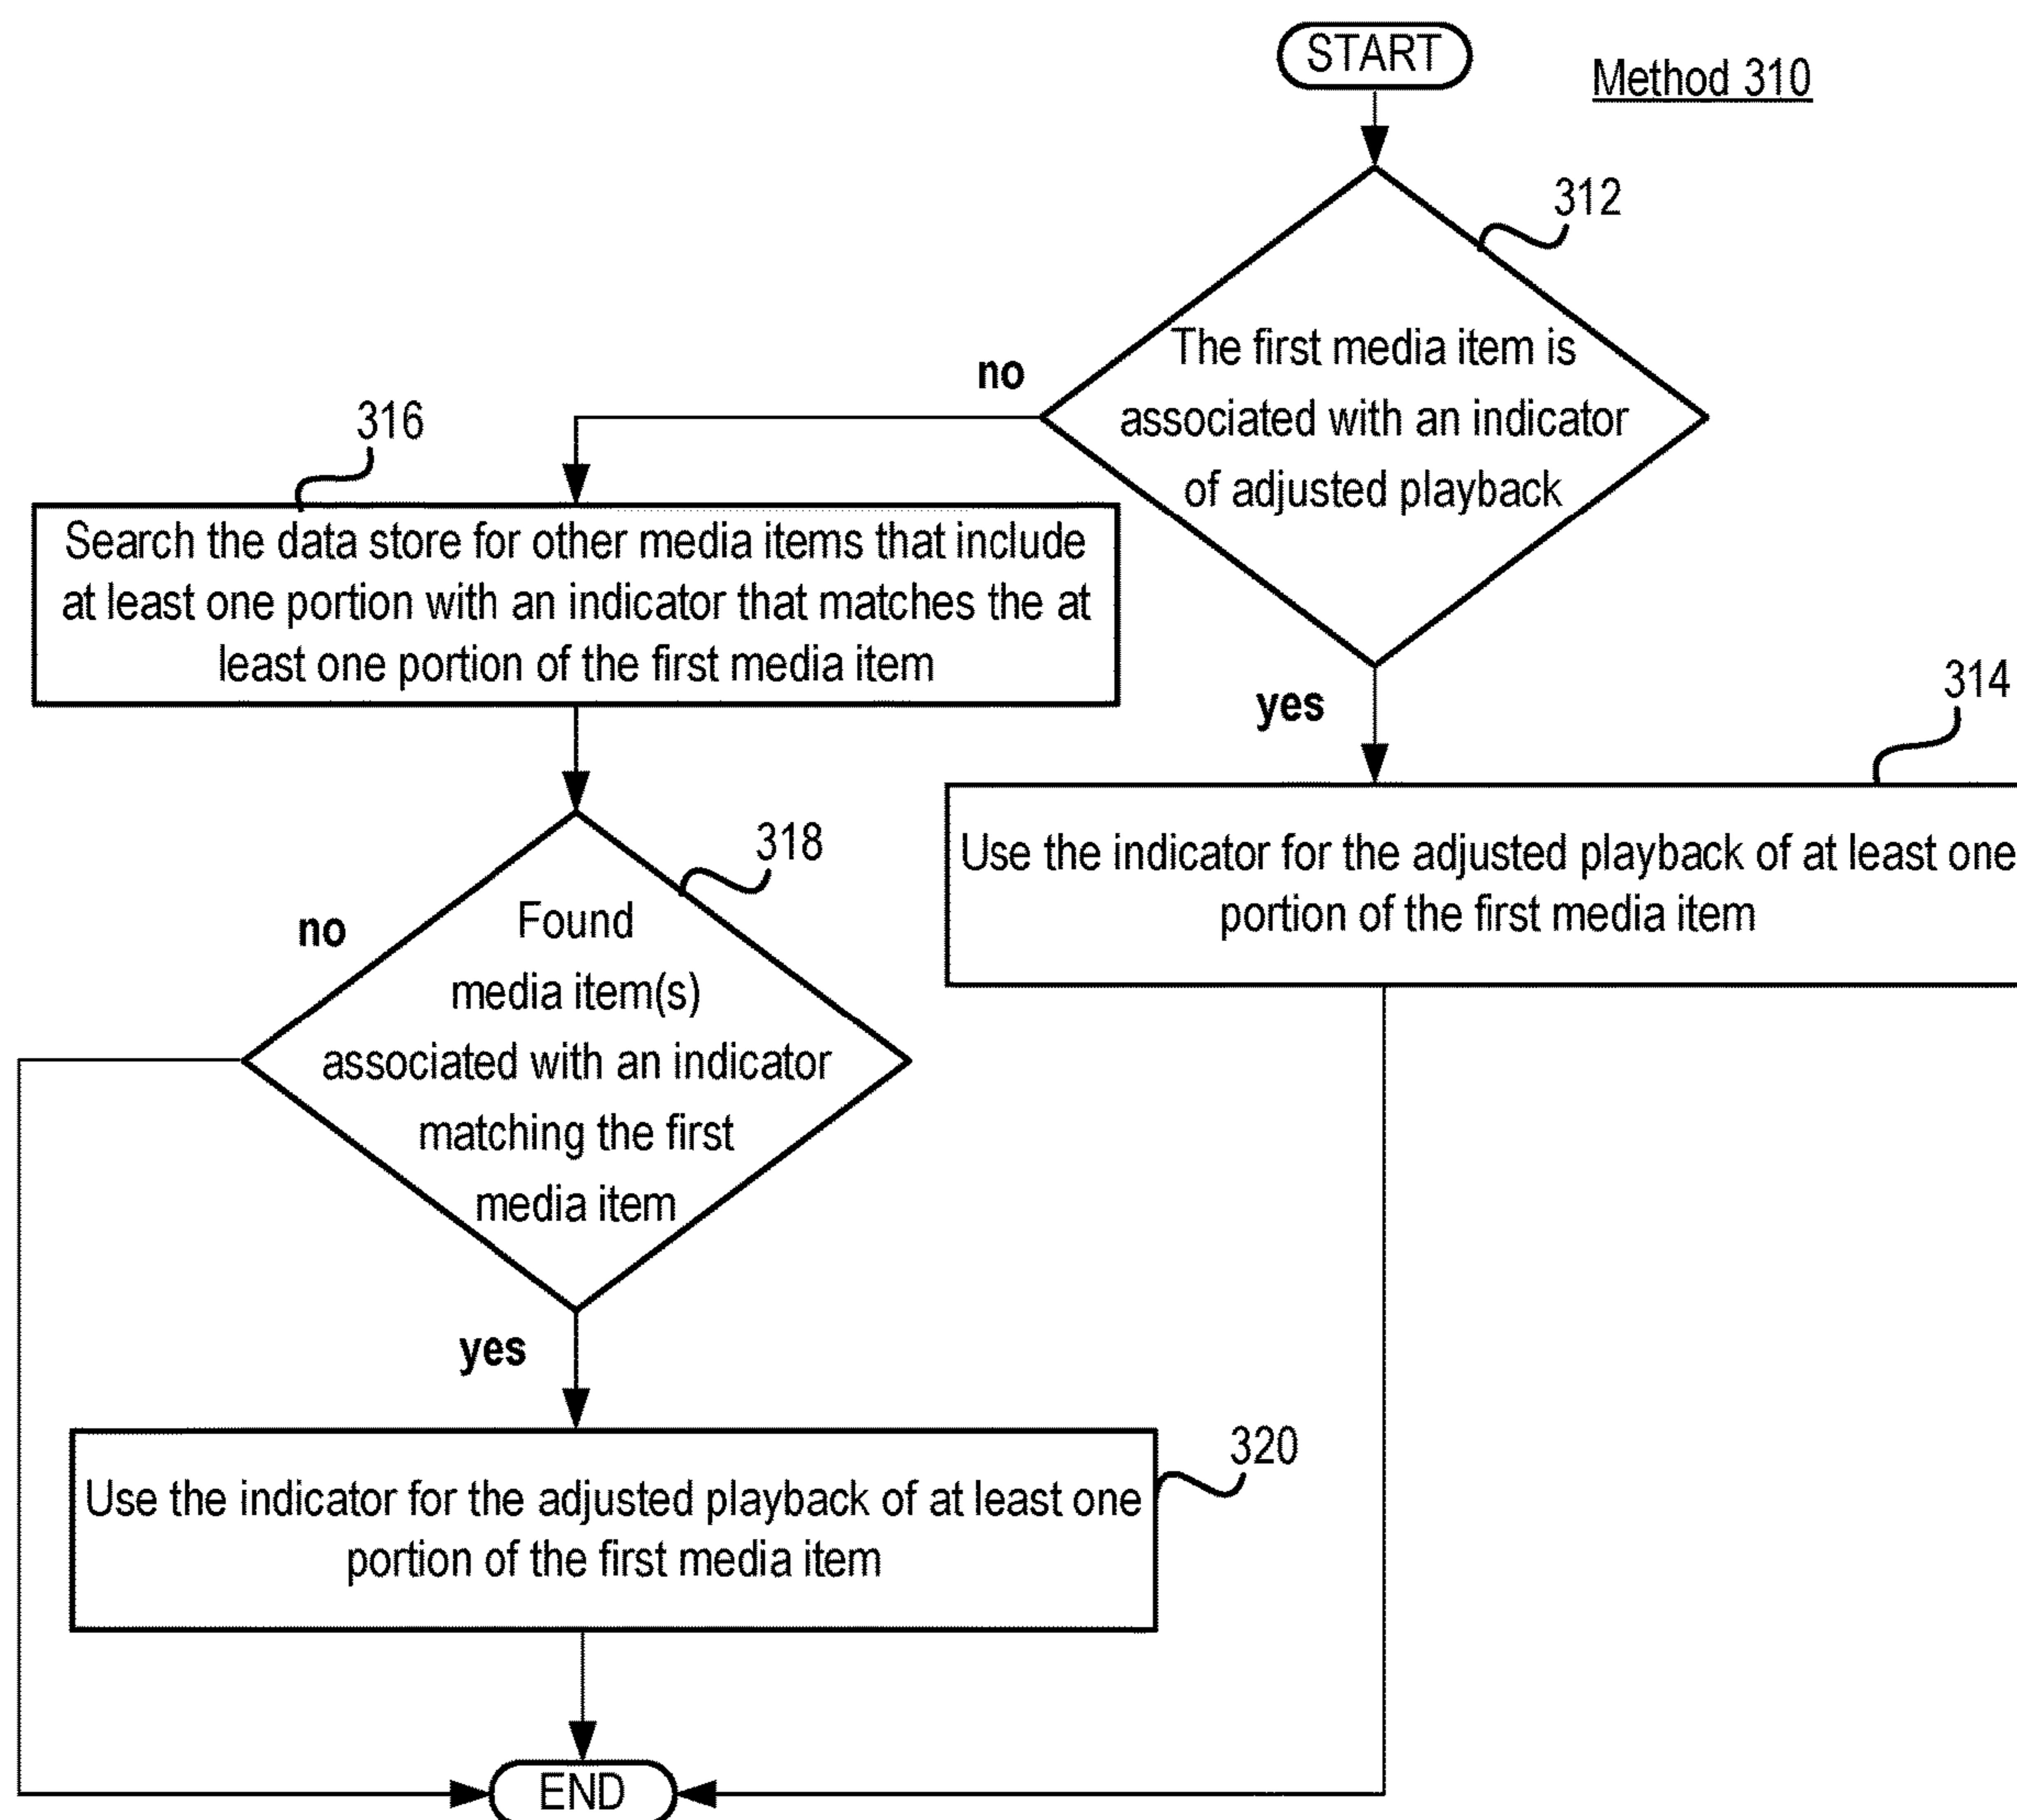 START
Method 310
312
The first media item is
associated with an indicator
of adjusted playback
no
316
Search the data store for other media items that include
at least one portion with an indicator that matches the at
least one portion of the first media item
yes
314
Use the indicator for the adjusted playback of at least one
portion of the first media item
318
no
Found
media item(s)
associated with an indicator
matching the first
media item
yes
320
Use the indicator for the adjusted playback of at least one
portion of the first media item
END